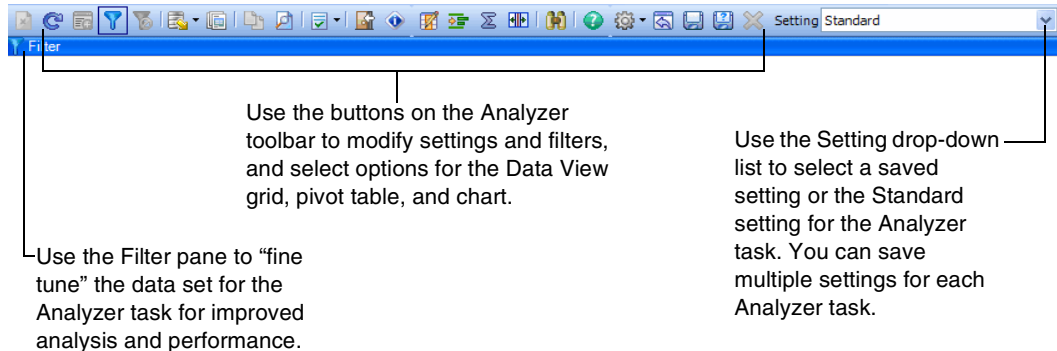 Setting Standard
Filter
Use the buttons on the Analyzer
toolbar to modify settings and filters,
and select options for the Data View
grid, pivot table, and chart.
Use the Setting drop-down
list to select a saved
setting or the Standard
setting for the Analyzer
task. You can save
multiple settings for each
Analyzer task.
Use the Filter pane to “fine
tune” the data set for the
Analyzer task for improved
analysis and performance.